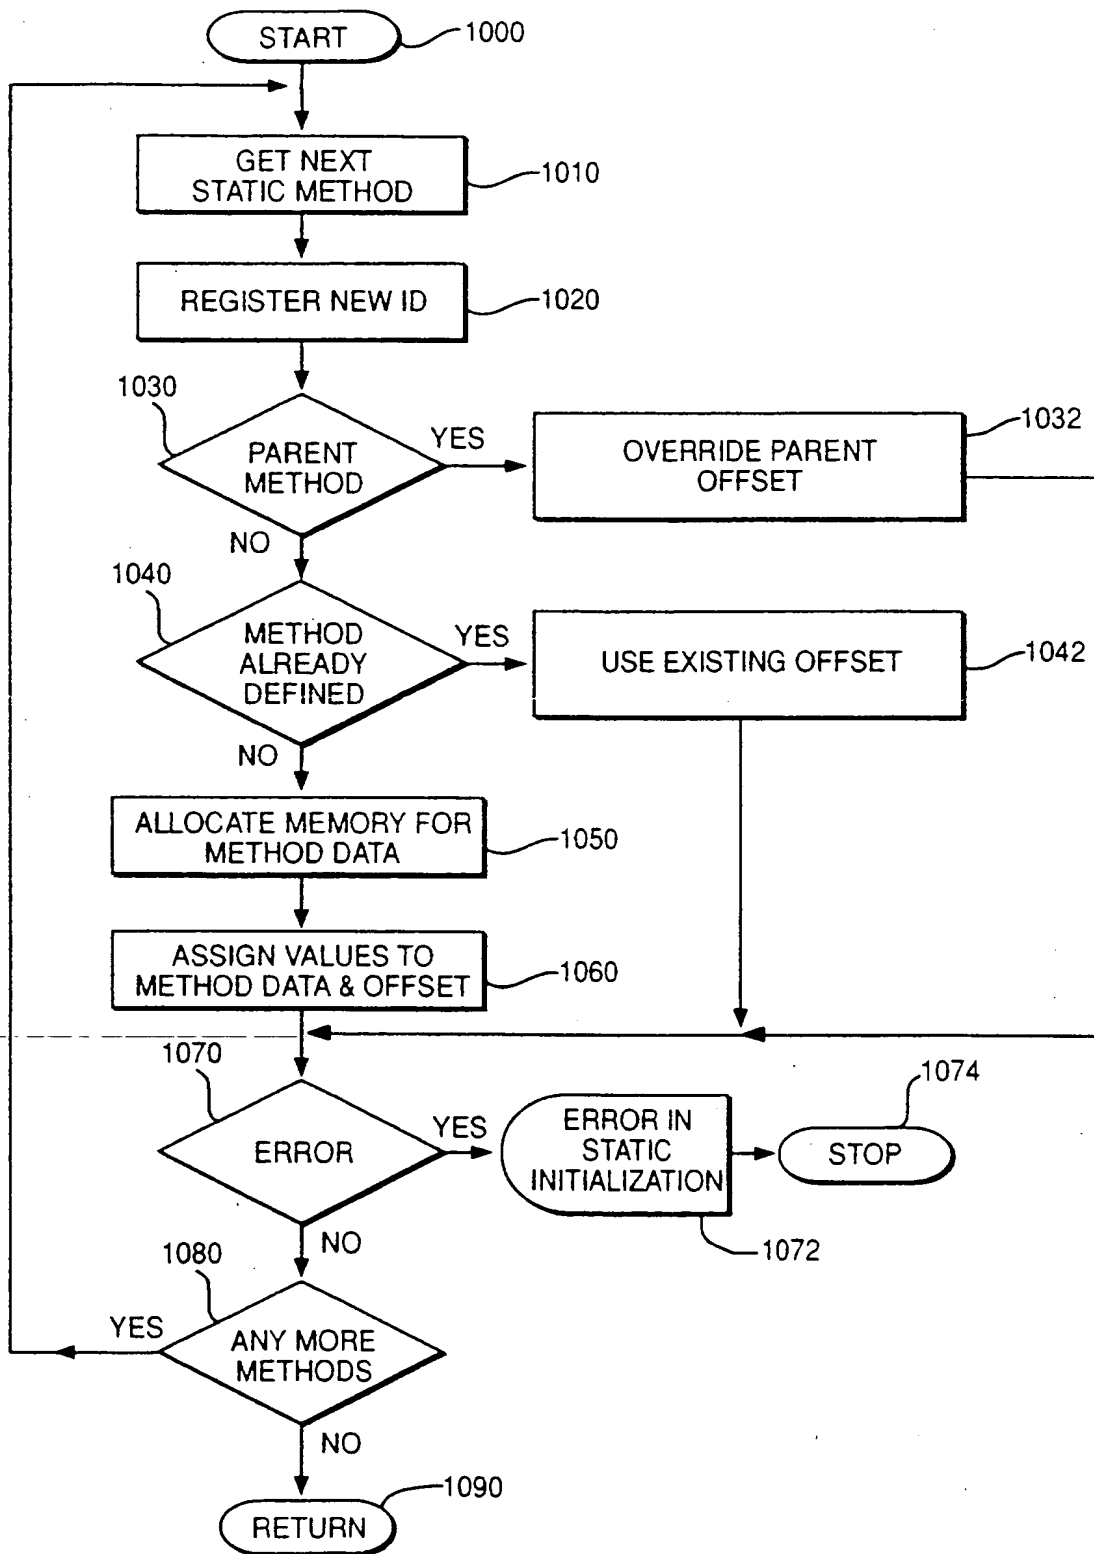 START
1000
GET NEXT
STATIC METHOD
1010
REGISTER NEW ID
1020
1030
PARENT
METHOD
YES
OVERRIDE PARENT
OFFSET
1032
NO
1040
METHOD
ALREADY
DEFINED
YES
USE EXISTING OFFSET
1042
NO
ALLOCATE MEMORY FOR
METHOD DATA
1050
ASSIGN VALUES TO
METHOD DATA & OFFSET
1060
1070
ERROR
YES
ERROR IN
STATIC
INITIALIZATION
1072
STOP
1074
NO
1080
YES
ANY MORE
METHODS
NO
RETURN
1090